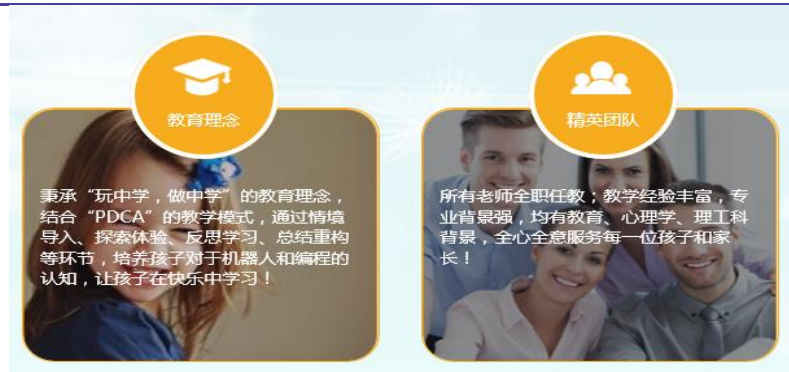 教育理念
秉承“玩中学，做中学”的教育理念，
结合“PDCA”的教学模式，通过情境
导入、探索体验、反思学习、总结重构
等环节，培养孩子对于机器人和编程的
认知，让孩子在快乐中学习！
精英团队
所有老师全职任教；教学经验丰富，专
业背景强，均有教育、心理学、理工科
背景，全心全意服务每一位孩子和家
长！